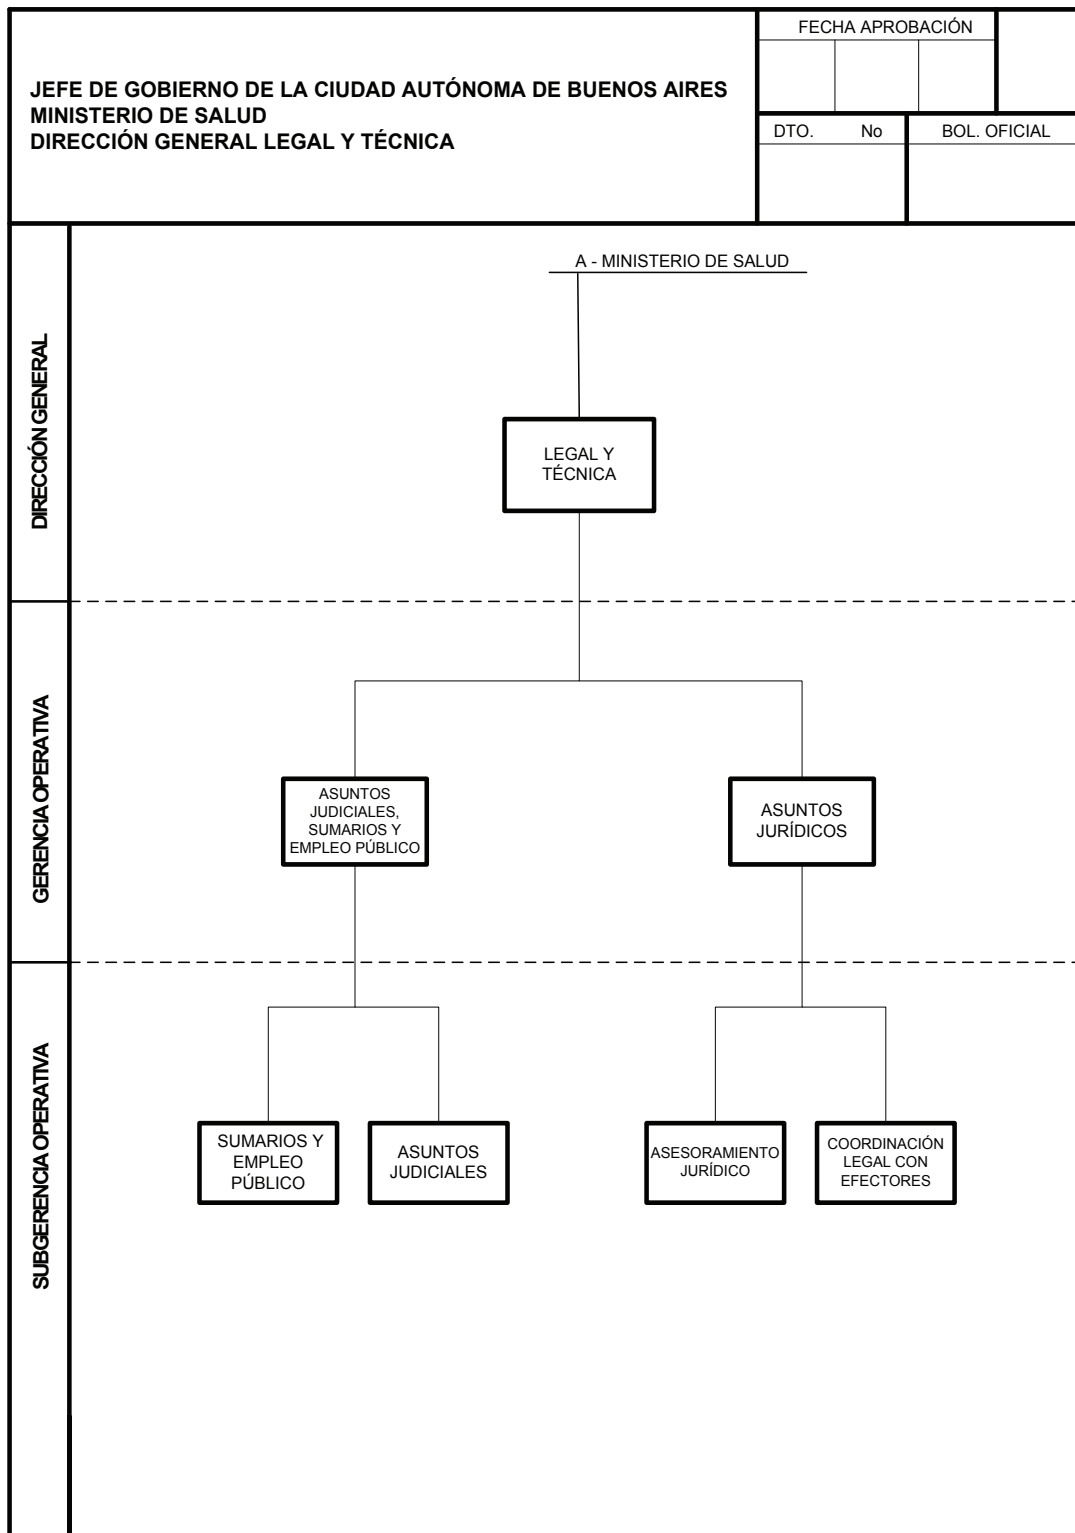 JEFE DE GOBIERNO DE LA CIUDAD AUTÓNOMA DE BUENOS AIRES
MINISTERIO DE SALUD
DIRECCIÓN GENERAL LEGAL Y TÉCNICA
FECHA APROBACIÓN
DTO. No
BOL. OFICIAL
DIRECCIÓN GENERAL
A - MINISTERIO DE SALUD
LEGAL Y
TÉCNICA
GERENCIA OPERATIVA
ASUNTOS
JUDICIALES,
SUMARIOS Y
EMPLEO PÚBLICO
ASUNTOS
JURÍDICOS
SUBGERENCIA OPERATIVA
SUMARIOS Y
EMPLEO
PÚBLICO
ASUNTOS
JUDICIALES
ASESORAMIENTO
JURÍDICO
COORDINACIÓN
LEGAL CON
EFECTORES